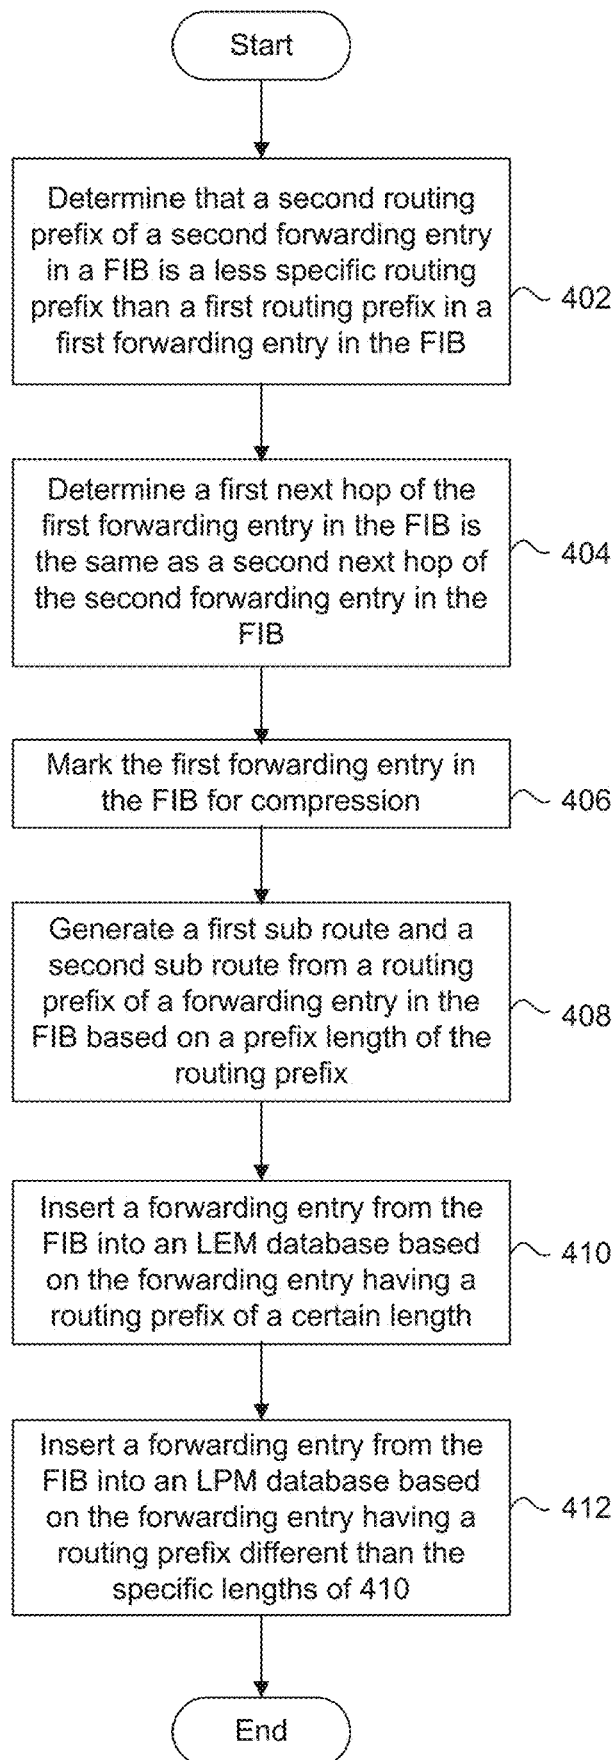 Start
Determine that a second routing
prefix of a second forwarding entry
in a FIB is a less specific routing
prefix than a first routing prefix in a
first forwarding entry in the FIB
402
Determine a first next hop of the
first forwarding entry in the FIB is
the same as a second next hop of
the second forwarding entry in the
FIB
404
Mark the first forwarding entry in
the FIB for compression
406
Generate a first sub route and a
second sub route from a routing
prefix of a forwarding entry in the
FIB based on a prefix length of the
routing prefix
408
Insert a forwarding entry from the
FIB into an LEM database based
on the forwarding entry having a
routing prefix of a certain length
410
Insert a forwarding entry from the
FIB into an LPM database based
on the forwarding entry having a
routing prefix different than the
specific lengths of 410
412
End